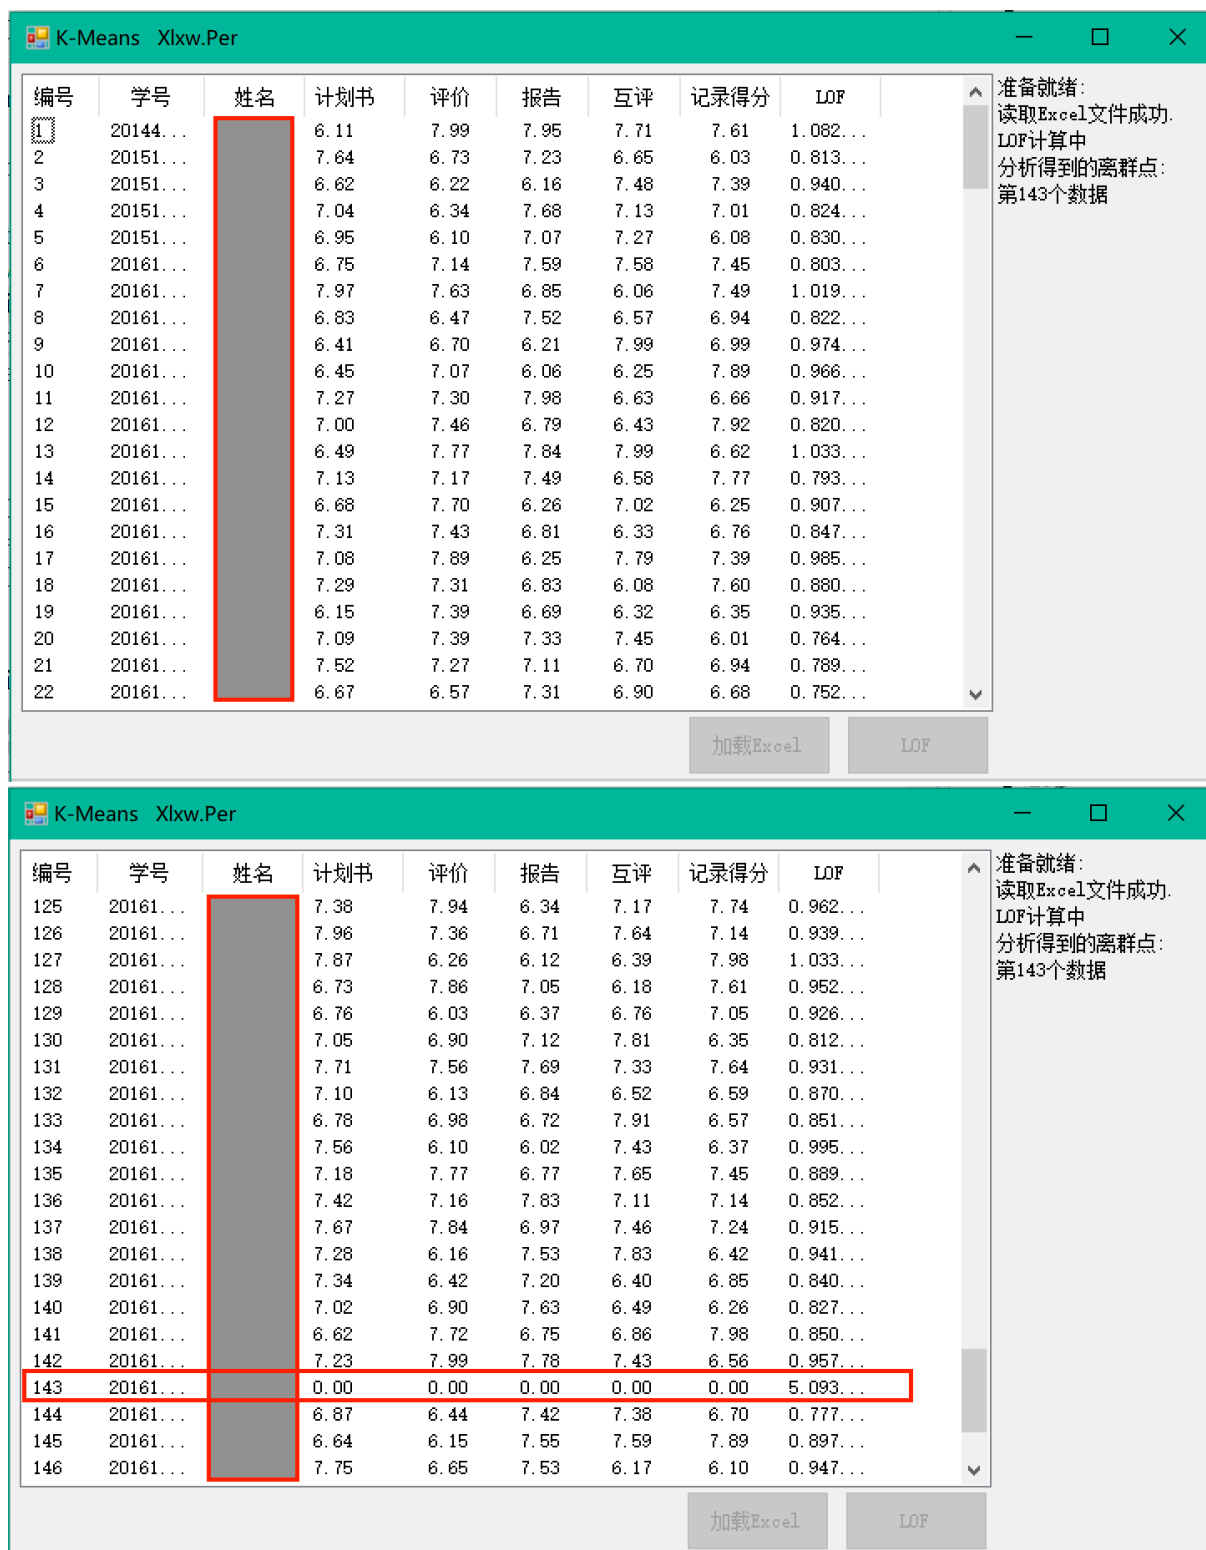 K-Means Xlxw.Per
编号 学号 姓名 计划书 评价 报告 互评 记录得分 LOF
1 20144... 6.11 7.99 7.95 7.71 7.61 1.082...
2 20151... 7.64 6.73 7.23 6.65 6.03 0.813...
3 20151... 6.62 6.22 6.16 7.48 7.39 0.940...
4 20151... 7.04 6.34 7.68 7.13 7.01 0.824...
5 20151... 6.95 6.10 7.07 7.27 6.08 0.830...
6 20161... 6.75 7.14 7.59 7.58 7.45 0.803...
7 20161... 7.97 7.63 6.85 6.06 7.49 1.019...
8 20161... 6.83 6.47 7.52 6.57 6.94 0.822...
9 20161... 6.41 6.70 6.21 7.99 6.99 0.974...
10 20161... 6.45 7.07 6.06 6.25 7.89 0.966...
11 20161... 7.27 7.30 7.98 6.63 6.66 0.917...
12 20161... 7.00 7.46 6.79 6.43 7.92 0.820...
13 20161... 6.49 7.77 7.84 7.99 6.62 1.033...
14 20161... 7.13 7.17 7.49 6.58 7.77 0.793...
15 20161... 6.68 7.70 6.26 7.02 6.25 0.907...
16 20161... 7.31 7.43 6.81 6.33 6.76 0.847...
17 20161... 7.08 7.89 6.25 7.79 7.39 0.985...
18 20161... 7.29 7.31 6.83 6.08 7.60 0.880...
19 20161... 6.15 7.39 6.69 6.32 6.35 0.935...
20 20161... 7.09 7.39 7.33 7.45 6.01 0.764...
21 20161... 7.52 7.27 7.11 6.70 6.94 0.789...
22 20161... 6.67 6.57 7.31 6.90 6.68 0.752...
准备就绪:
读取Excel文件成功.
LOF计算中
分析得到的离群点:
第143个数据
加载Excel LOF
K-Means Xlxw.Per
编号 学号 姓名 计划书 评价 报告 互评 记录得分 LOF
125 20161... 7.38 7.94 6.34 7.17 7.74 0.962...
126 20161... 7.96 7.36 6.71 7.64 7.14 0.939...
127 20161... 7.87 6.26 6.12 6.39 7.98 1.033...
128 20161... 6.73 7.86 7.05 6.18 7.61 0.952...
129 20161... 6.76 6.03 6.37 6.76 7.05 0.926...
130 20161... 7.05 6.90 7.12 7.81 6.35 0.812...
131 20161... 7.71 7.56 7.69 7.33 7.64 0.931...
132 20161... 7.10 6.13 6.84 6.52 6.59 0.870...
133 20161... 6.78 6.98 6.72 7.91 6.57 0.851...
134 20161... 7.56 6.10 6.02 7.43 6.37 0.995...
135 20161... 7.18 7.77 6.77 7.65 7.45 0.889...
136 20161... 7.42 7.16 7.83 7.11 7.14 0.852...
137 20161... 7.67 7.84 6.97 7.46 7.24 0.915...
138 20161... 7.28 6.16 7.53 7.83 6.42 0.941...
139 20161... 7.34 6.42 7.20 6.40 6.85 0.840...
140 20161... 7.02 6.90 7.63 6.49 6.26 0.827...
141 20161... 6.62 7.72 6.75 6.86 7.98 0.850...
142 20161... 7.23 7.99 7.78 7.43 6.56 0.957...
143 20161... 0.00 0.00 0.00 0.00 0.00 5.093...
144 20161... 6.87 6.44 7.42 7.38 6.70 0.777...
145 20161... 6.64 6.15 7.55 7.59 7.89 0.897...
146 20161... 7.75 6.65 7.53 6.17 6.10 0.947...
准备就绪:
读取Excel文件成功.
LOF计算中
分析得到的离群点:
第143个数据
加载Excel LOF